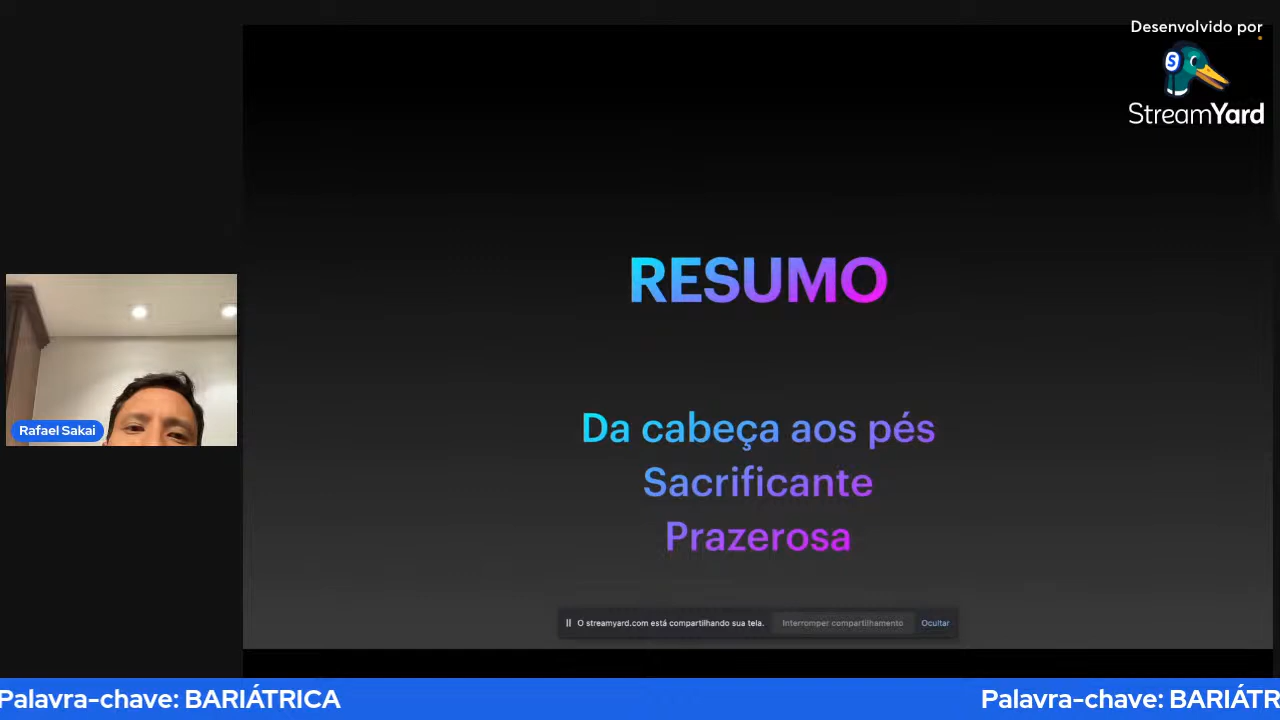 Desenvolvido por
StreamYard
RESUMO
Da cabeça aos pés
Sacrificante
Prazerosa
Rafael Sakai
O streamyard.com está compartilhando sua tela. Interromper compartilhamento Ocultar
Palavra-chave: BARIÁTRICA Palavra-chave: BARIÁTR